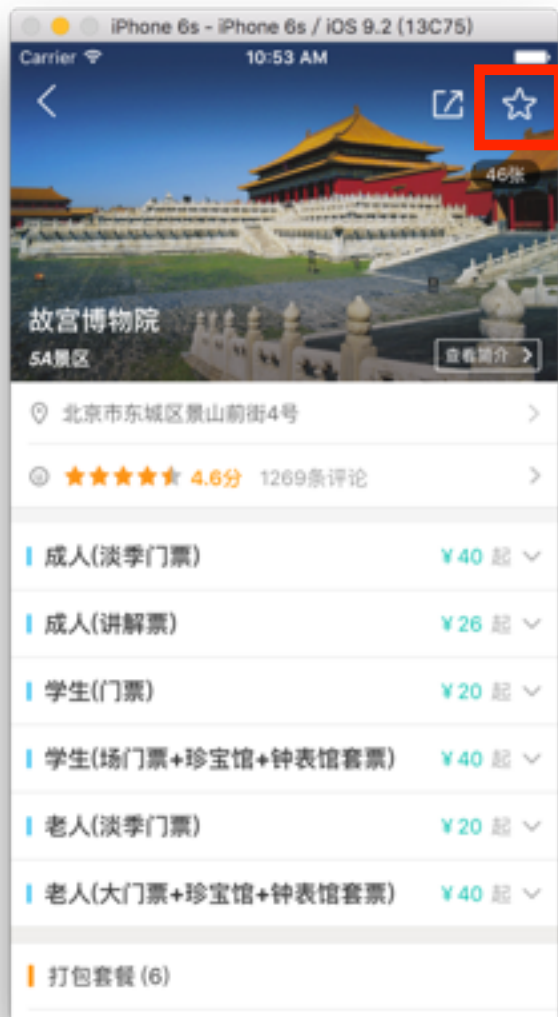 iPhone 6s - iPhone 6s / iOS 9.2 (13C75)
Carrier 10:53 AM
46张
故宫博物院
5A景区 查看简介
北京市东城区景山前街4号
4.6分 1269条评论
成人(淡季门票) ¥40 起
成人(讲解票) ¥26 起
学生(门票) ¥20 起
学生(场门票+珍宝馆+钟表馆套票) ¥40 起
老人(淡季门票) ¥20 起
老人(大门票+珍宝馆+钟表馆套票) ¥40 起
打包套餐(6)